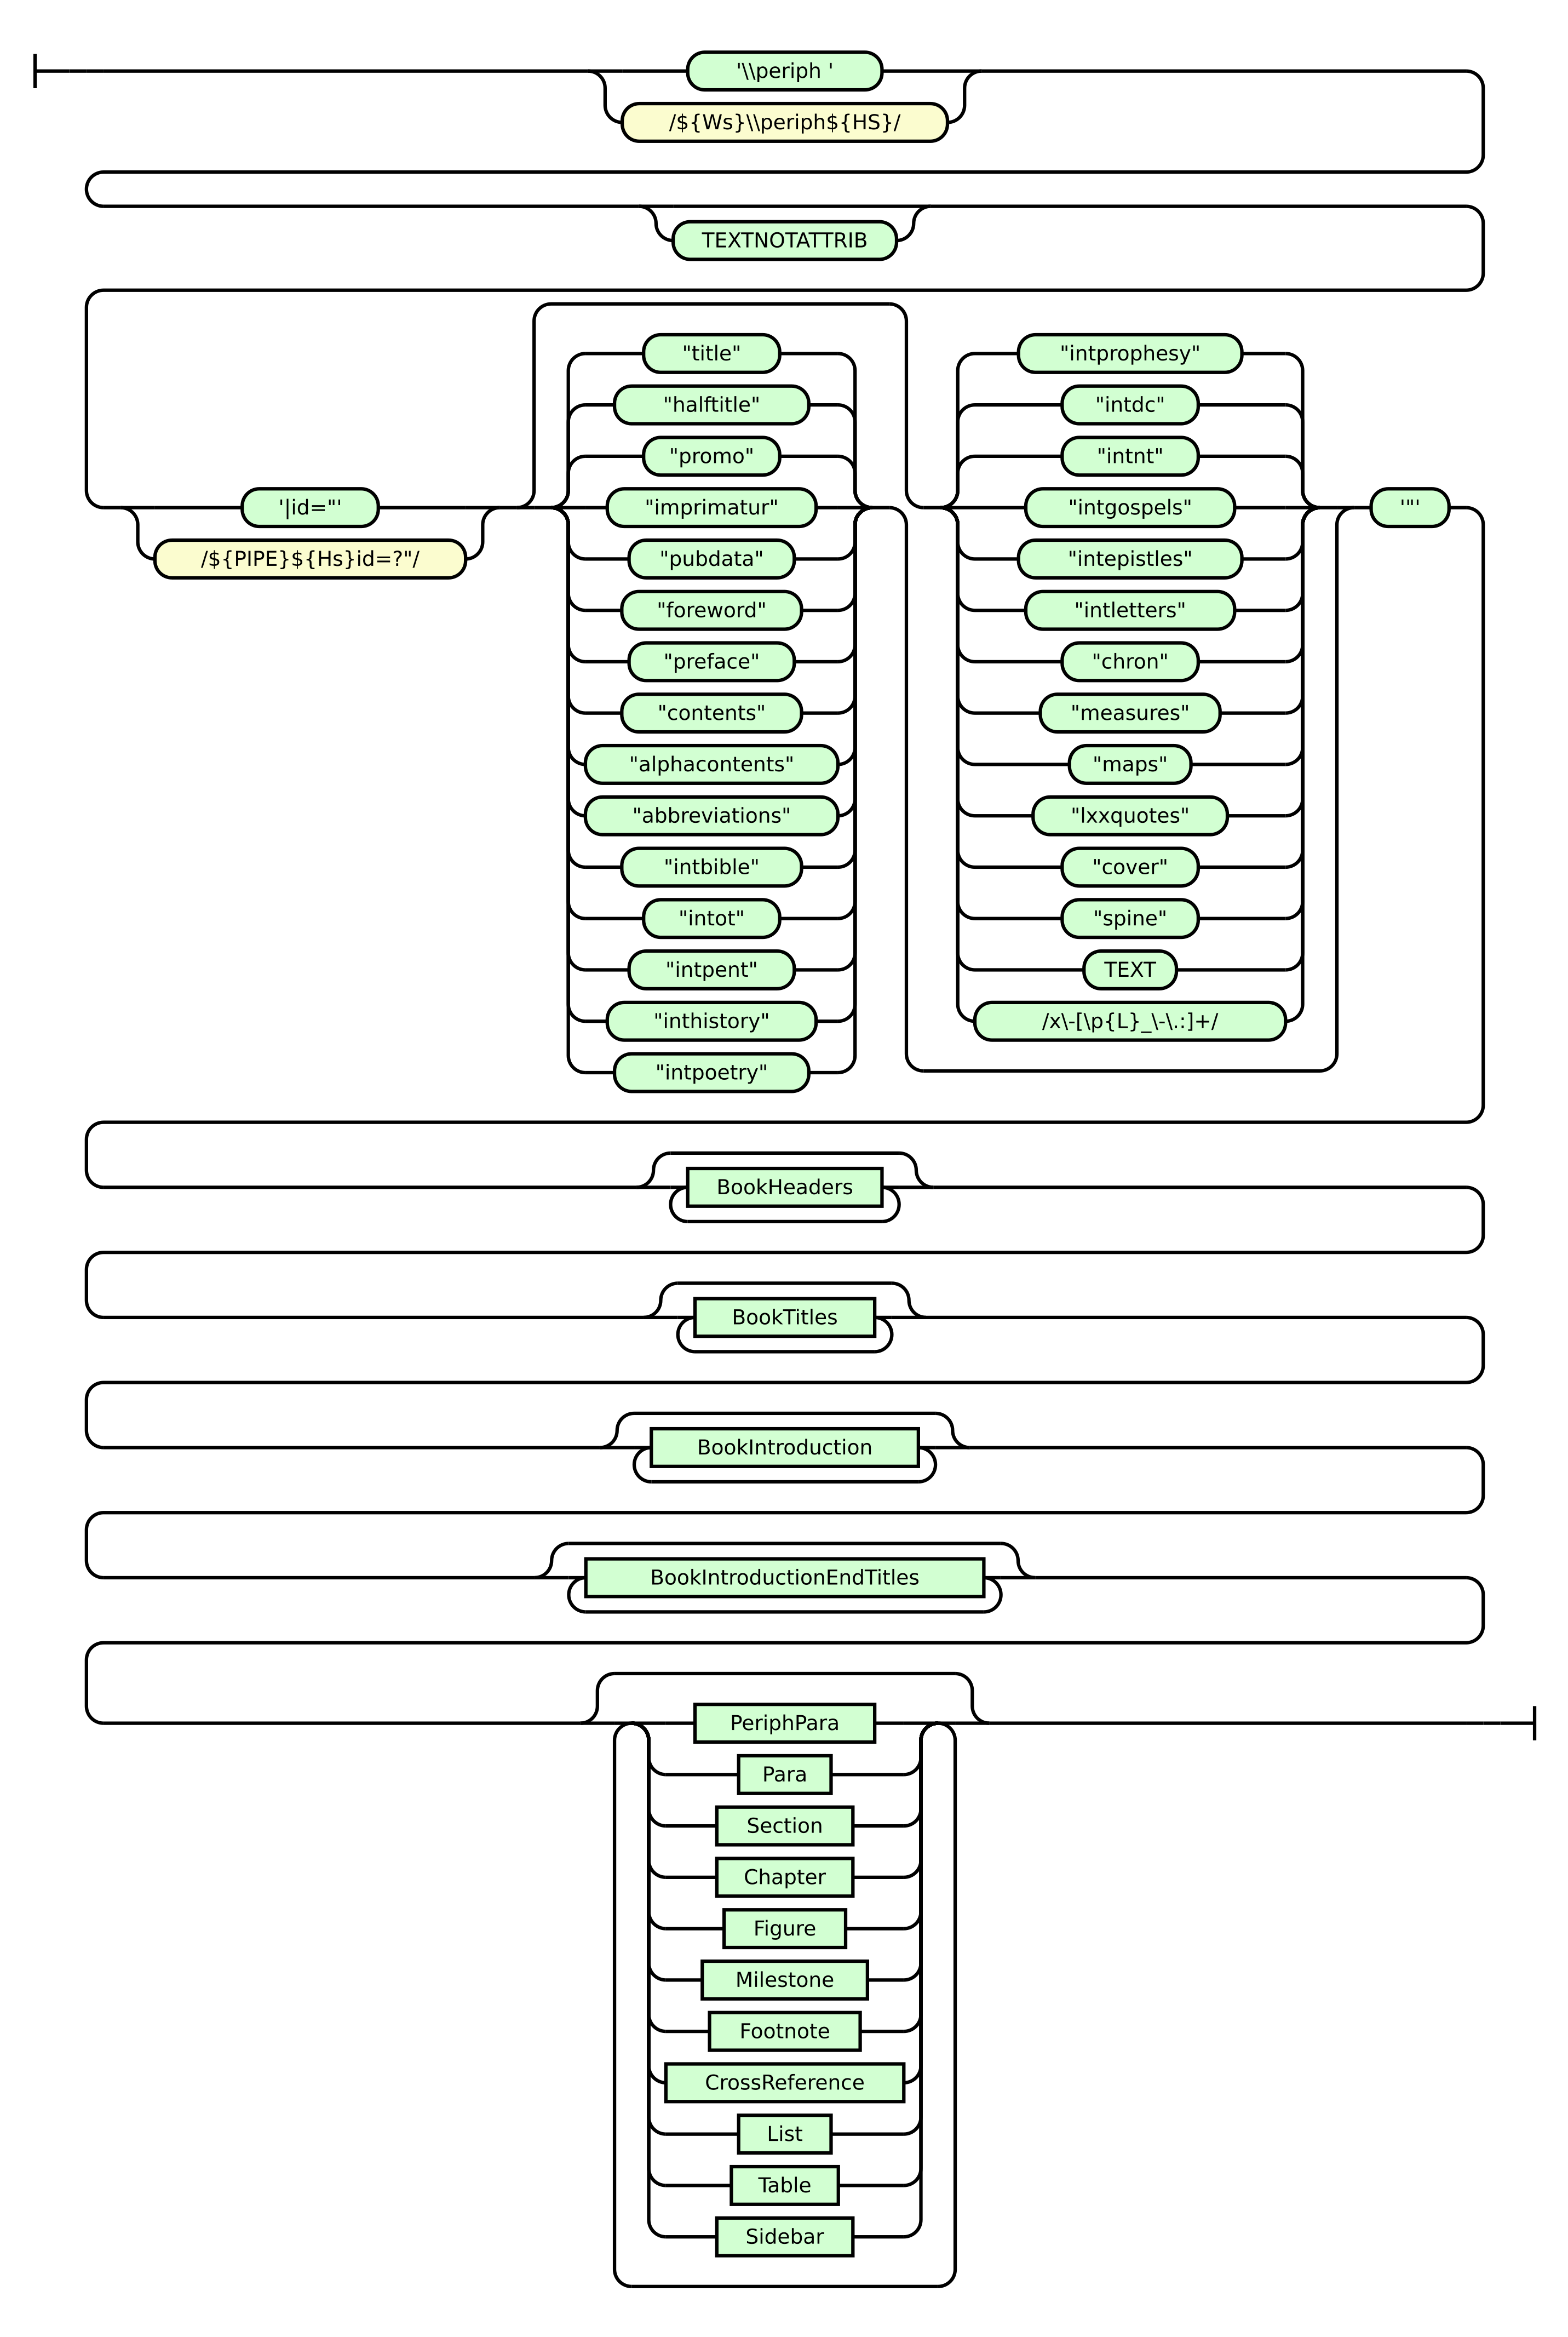 '\\periph '
/${Ws}\\periph${HS}/
TEXTNOTATTRIB
'|id="'
/${PIPE}${Hs}id=?"/
"title"
"halftitle"
"promo"
"imprimatur"
"pubdata"
"foreword"
"preface"
"contents"
"alphacontents"
"abbreviations"
"intbible"
"intot"
"intpent"
"inthistory"
"intpoetry"
"intprophesy"
"intdc"
"intnt"
"intgospels"
"intepistles"
"intletters"
"chron"
"measures"
"maps"
"lxxquotes"
"cover"
"spine"
TEXT
/x\-[\p{L}_\-\.:]+/
'"'
BookHeaders
BookTitles
BookIntroduction
BookIntroductionEndTitles
PeriphPara
Para
Section
Chapter
Figure
Milestone
Footnote
CrossReference
List
Table
Sidebar